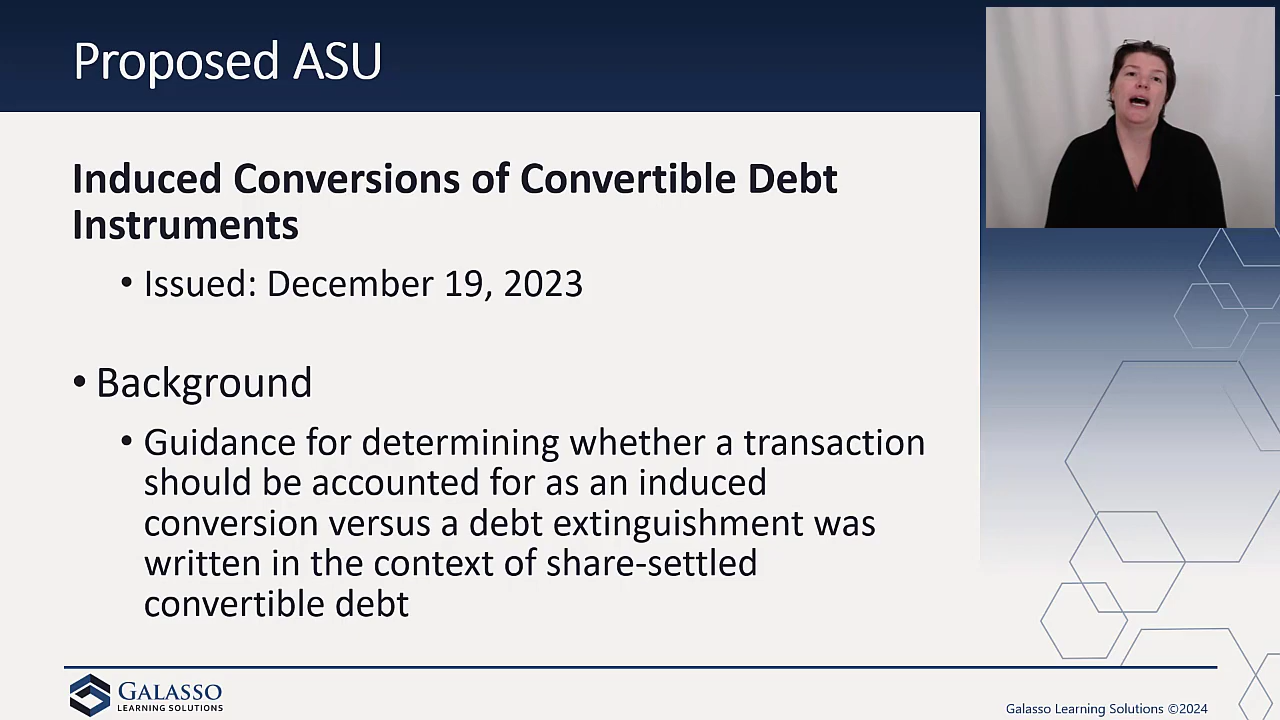 Proposed ASU
Induced Conversions of Convertible Debt
Instruments
• Issued: December 19, 2023
• Background
• Guidance for determining whether a transaction
should be accounted for as an induced
conversion versus a debt extinguishment was
written in the context of share-settled
convertible debt
GALASSO
LEARNING SOLUTIONS
Galasso Learning Solutions ©2024